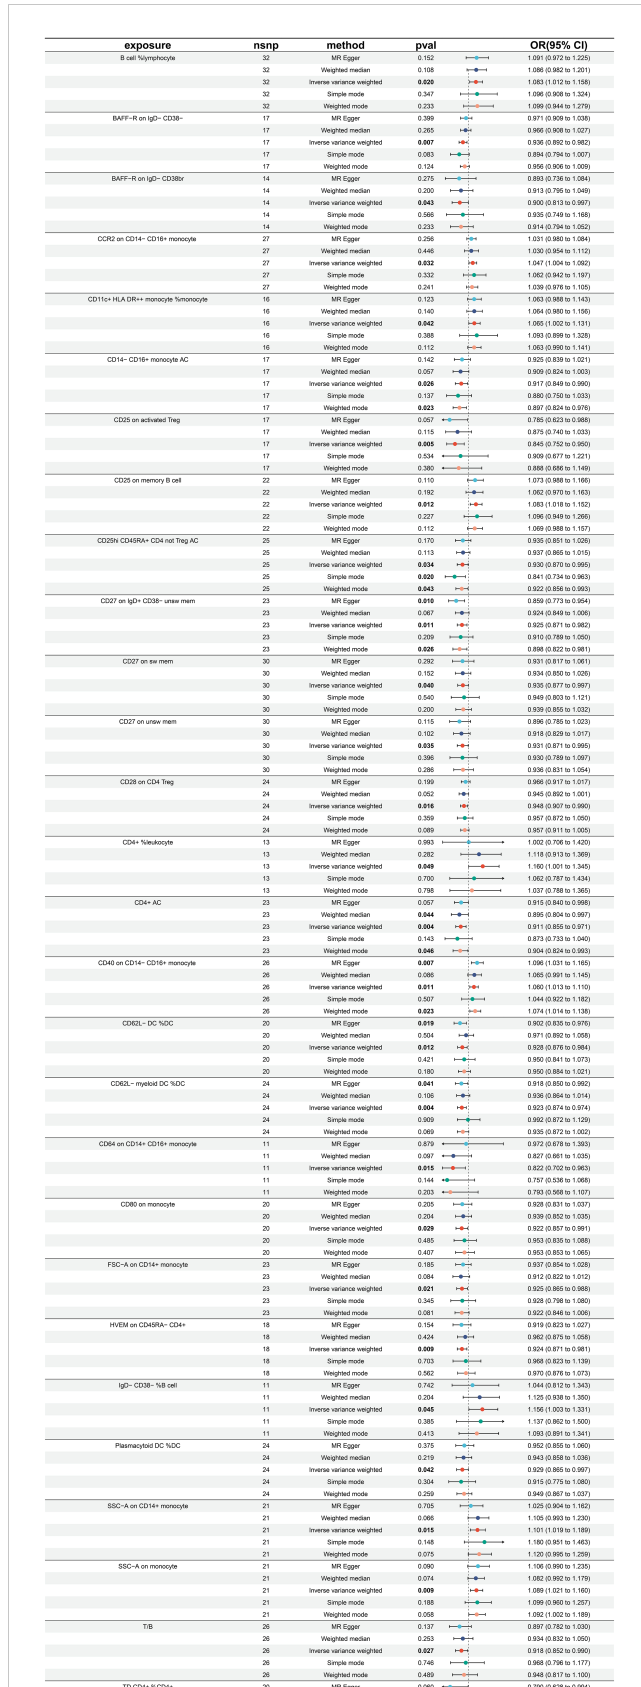 exposure nsnp method pval OR(95% CI)
B cell %lymphocyte 32 MR Egger 0.152 1.091 (0.972 to 1.225)
32 Weighted median 0.108 1.086 (0.982 to 1.201)
32 Inverse variance weighted 0.020 1.083 (1.012 to 1.158)
32 Simple mode 0.347 1.096 (0.908 to 1.324)
32 Weighted mode 0.233 1.099 (0.944 to 1.279)
BAFF−R on IgD− CD38− 17 MR Egger 0.399 0.971 (0.909 to 1.038)
17 Weighted median 0.265 0.966 (0.908 to 1.027)
17 Inverse variance weighted 0.007 0.936 (0.892 to 0.982)
17 Simple mode 0.083 0.894 (0.794 to 1.007)
17 Weighted mode 0.124 0.956 (0.906 to 1.009)
BAFF−R on IgD− CD38br 14 MR Egger 0.275 0.893 (0.736 to 1.084)
14 Weighted median 0.200 0.913 (0.795 to 1.049)
14 Inverse variance weighted 0.043 0.900 (0.813 to 0.997)
14 Simple mode 0.566 0.935 (0.749 to 1.168)
14 Weighted mode 0.233 0.914 (0.794 to 1.052)
CCR2 on CD14− CD16+ monocyte 27 MR Egger 0.256 1.031 (0.980 to 1.084)
27 Weighted median 0.446 1.030 (0.954 to 1.112)
27 Inverse variance weighted 0.032 1.047 (1.004 to 1.092)
27 Simple mode 0.332 1.062 (0.942 to 1.197)
27 Weighted mode 0.241 1.039 (0.976 to 1.105)
CD11c+ HLA DR++ monocyte %monocyte 16 MR Egger 0.123 1.063 (0.988 to 1.143)
16 Weighted median 0.140 1.064 (0.980 to 1.156)
16 Inverse variance weighted 0.042 1.065 (1.002 to 1.131)
16 Simple mode 0.388 1.093 (0.899 to 1.328)
16 Weighted mode 0.112 1.063 (0.990 to 1.141)
CD14− CD16+ monocyte AC 17 MR Egger 0.142 0.925 (0.839 to 1.021)
17 Weighted median 0.057 0.909 (0.824 to 1.003)
17 Inverse variance weighted 0.026 0.917 (0.849 to 0.990)
17 Simple mode 0.137 0.880 (0.750 to 1.033)
17 Weighted mode 0.023 0.897 (0.824 to 0.976)
CD25 on activated Treg 17 MR Egger 0.057 0.785 (0.623 to 0.988)
17 Weighted median 0.115 0.875 (0.740 to 1.033)
17 Inverse variance weighted 0.005 0.845 (0.752 to 0.950)
17 Simple mode 0.534 0.909 (0.677 to 1.221)
17 Weighted mode 0.380 0.888 (0.686 to 1.149)
CD25 on memory B cell 22 MR Egger 0.110 1.073 (0.988 to 1.166)
22 Weighted median 0.192 1.062 (0.970 to 1.163)
22 Inverse variance weighted 0.012 1.083 (1.018 to 1.152)
22 Simple mode 0.227 1.096 (0.949 to 1.266)
22 Weighted mode 0.112 1.069 (0.988 to 1.157)
CD25hi CD45RA+ CD4 not Treg AC 25 MR Egger 0.170 0.935 (0.851 to 1.026)
25 Weighted median 0.113 0.937 (0.865 to 1.015)
25 Inverse variance weighted 0.034 0.930 (0.870 to 0.995)
25 Simple mode 0.020 0.841 (0.734 to 0.963)
25 Weighted mode 0.043 0.922 (0.856 to 0.993)
CD27 on IgD+ CD38− unsw mem 23 MR Egger 0.010 0.859 (0.773 to 0.954)
23 Weighted median 0.067 0.924 (0.849 to 1.006)
23 Inverse variance weighted 0.011 0.925 (0.871 to 0.982)
23 Simple mode 0.209 0.910 (0.789 to 1.050)
23 Weighted mode 0.026 0.898 (0.822 to 0.981)
CD27 on sw mem 30 MR Egger 0.292 0.931 (0.817 to 1.061)
30 Weighted median 0.152 0.934 (0.850 to 1.026)
30 Inverse variance weighted 0.040 0.935 (0.877 to 0.997)
30 Simple mode 0.540 0.949 (0.803 to 1.121)
30 Weighted mode 0.200 0.939 (0.855 to 1.032)
CD27 on unsw mem 30 MR Egger 0.115 0.896 (0.785 to 1.023)
30 Weighted median 0.102 0.918 (0.829 to 1.017)
30 Inverse variance weighted 0.035 0.931 (0.871 to 0.995)
30 Simple mode 0.396 0.930 (0.789 to 1.097)
30 Weighted mode 0.286 0.936 (0.831 to 1.054)
CD28 on CD4 Treg 24 MR Egger 0.199 0.966 (0.917 to 1.017)
24 Weighted median 0.052 0.945 (0.892 to 1.001)
24 Inverse variance weighted 0.016 0.948 (0.907 to 0.990)
24 Simple mode 0.359 0.957 (0.872 to 1.050)
24 Weighted mode 0.089 0.957 (0.911 to 1.005)
CD4+ %leukocyte 13 MR Egger 0.993 1.002 (0.706 to 1.420)
13 Weighted median 0.282 1.118 (0.913 to 1.369)
13 Inverse variance weighted 0.049 1.160 (1.001 to 1.345)
13 Simple mode 0.700 1.062 (0.787 to 1.434)
13 Weighted mode 0.798 1.037 (0.788 to 1.365)
CD4+ AC 23 MR Egger 0.057 0.915 (0.840 to 0.998)
23 Weighted median 0.044 0.895 (0.804 to 0.997)
23 Inverse variance weighted 0.004 0.911 (0.855 to 0.971)
23 Simple mode 0.143 0.873 (0.733 to 1.040)
23 Weighted mode 0.046 0.904 (0.824 to 0.993)
CD40 on CD14− CD16+ monocyte 26 MR Egger 0.007 1.096 (1.031 to 1.165)
26 Weighted median 0.086 1.065 (0.991 to 1.145)
26 Inverse variance weighted 0.011 1.060 (1.013 to 1.110)
26 Simple mode 0.507 1.044 (0.922 to 1.182)
26 Weighted mode 0.023 1.074 (1.014 to 1.138)
CD62L− DC %DC 20 MR Egger 0.019 0.902 (0.835 to 0.976)
20 Weighted median 0.504 0.971 (0.892 to 1.058)
20 Inverse variance weighted 0.012 0.928 (0.876 to 0.984)
20 Simple mode 0.421 0.950 (0.841 to 1.073)
20 Weighted mode 0.180 0.950 (0.884 to 1.021)
CD62L− myeloid DC %DC 24 MR Egger 0.041 0.918 (0.850 to 0.992)
24 Weighted median 0.106 0.936 (0.864 to 1.014)
24 Inverse variance weighted 0.004 0.923 (0.874 to 0.974)
24 Simple mode 0.909 0.992 (0.872 to 1.129)
24 Weighted mode 0.069 0.935 (0.872 to 1.002)
CD64 on CD14+ CD16+ monocyte 11 MR Egger 0.879 0.972 (0.678 to 1.393)
11 Weighted median 0.097 0.827 (0.661 to 1.035)
11 Inverse variance weighted 0.015 0.822 (0.702 to 0.963)
11 Simple mode 0.144 0.757 (0.536 to 1.068)
11 Weighted mode 0.203 0.793 (0.568 to 1.107)
CD80 on monocyte 20 MR Egger 0.205 0.928 (0.831 to 1.037)
20 Weighted median 0.204 0.939 (0.852 to 1.035)
20 Inverse variance weighted 0.029 0.922 (0.857 to 0.991)
20 Simple mode 0.485 0.953 (0.835 to 1.088)
20 Weighted mode 0.407 0.953 (0.853 to 1.065)
FSC−A on CD14+ monocyte 23 MR Egger 0.185 0.937 (0.854 to 1.028)
23 Weighted median 0.084 0.912 (0.822 to 1.012)
23 Inverse variance weighted 0.021 0.925 (0.865 to 0.988)
23 Simple mode 0.345 0.928 (0.798 to 1.080)
23 Weighted mode 0.081 0.922 (0.846 to 1.006)
HVEM on CD45RA− CD4+ 18 MR Egger 0.154 0.919 (0.823 to 1.027)
18 Weighted median 0.424 0.962 (0.875 to 1.058)
18 Inverse variance weighted 0.009 0.924 (0.871 to 0.981)
18 Simple mode 0.703 0.968 (0.823 to 1.139)
18 Weighted mode 0.562 0.970 (0.876 to 1.073)
IgD− CD38− %B cell 11 MR Egger 0.742 1.044 (0.812 to 1.343)
11 Weighted median 0.204 1.125 (0.938 to 1.350)
11 Inverse variance weighted 0.045 1.156 (1.003 to 1.331)
11 Simple mode 0.385 1.137 (0.862 to 1.500)
11 Weighted mode 0.413 1.093 (0.891 to 1.341)
Plasmacytoid DC %DC 24 MR Egger 0.375 0.952 (0.855 to 1.060)
24 Weighted median 0.219 0.943 (0.858 to 1.036)
24 Inverse variance weighted 0.042 0.929 (0.865 to 0.997)
24 Simple mode 0.304 0.915 (0.775 to 1.080)
24 Weighted mode 0.259 0.949 (0.867 to 1.037)
SSC−A on CD14+ monocyte 21 MR Egger 0.705 1.025 (0.904 to 1.162)
21 Weighted median 0.066 1.105 (0.993 to 1.230)
21 Inverse variance weighted 0.015 1.101 (1.019 to 1.189)
21 Simple mode 0.148 1.180 (0.951 to 1.463)
21 Weighted mode 0.075 1.120 (0.995 to 1.259)
SSC−A on monocyte 21 MR Egger 0.090 1.106 (0.990 to 1.235)
21 Weighted median 0.074 1.082 (0.992 to 1.179)
21 Inverse variance weighted 0.009 1.089 (1.021 to 1.160)
21 Simple mode 0.188 1.099 (0.960 to 1.257)
21 Weighted mode 0.058 1.092 (1.002 to 1.189)
T/B 26 MR Egger 0.137 0.897 (0.782 to 1.030)
26 Weighted median 0.253 0.934 (0.832 to 1.050)
26 Inverse variance weighted 0.027 0.918 (0.852 to 0.990)
26 Simple mode 0.746 0.968 (0.796 to 1.177)
26 Weighted mode 0.489 0.948 (0.817 to 1.100)